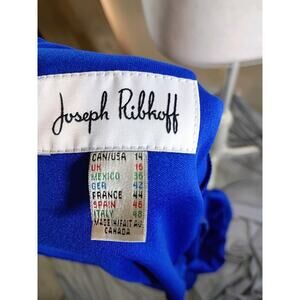 Joseph Ribkoff
CAN/USA 14
UK 16
MEXICO 36
GER 42
FRANCE 44
SPAIN 46
ITALY 48
MADE IN/FAIT AU
CANADA